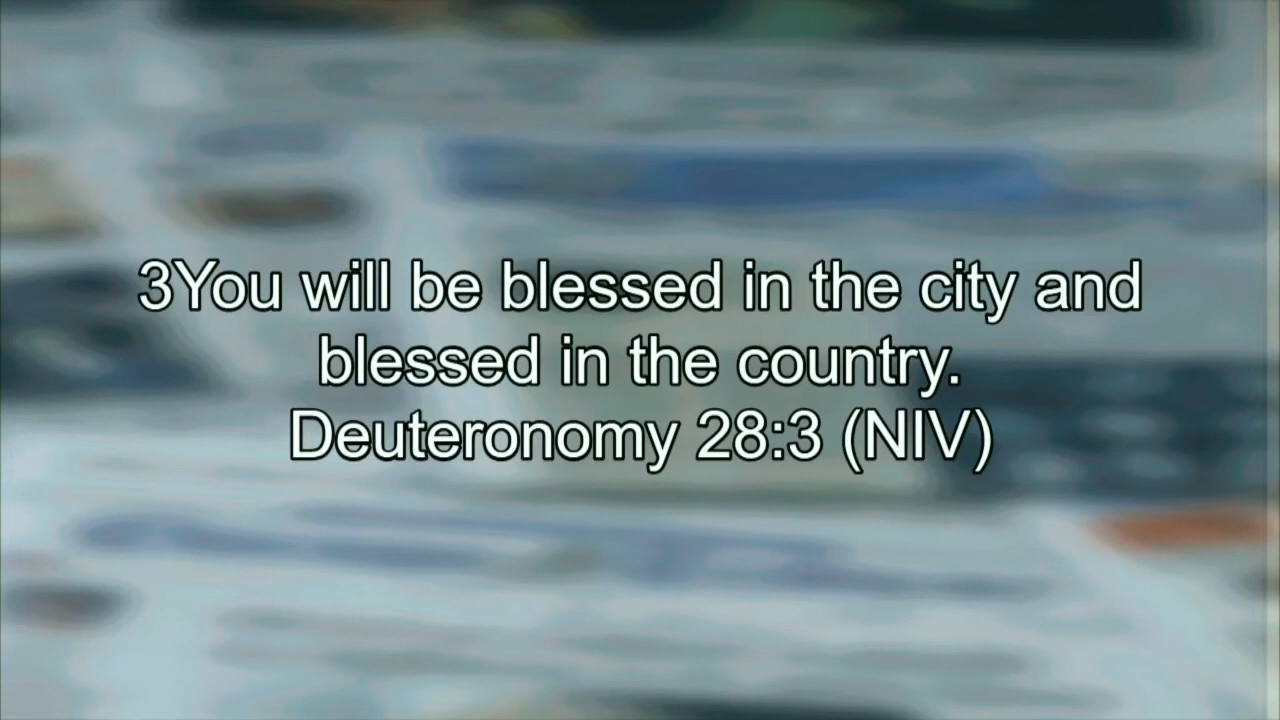 3You will be blessed in the city and
blessed in the country.
Deuteronomy 28:3 (NIV)